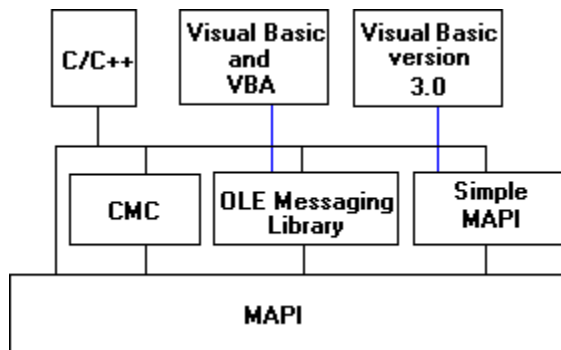 C/C++
Visual Basic
and
VBA
Visual Basic
version
3.0
CMC
OLE Messaging
Library
Simple
MAPI
MAPI